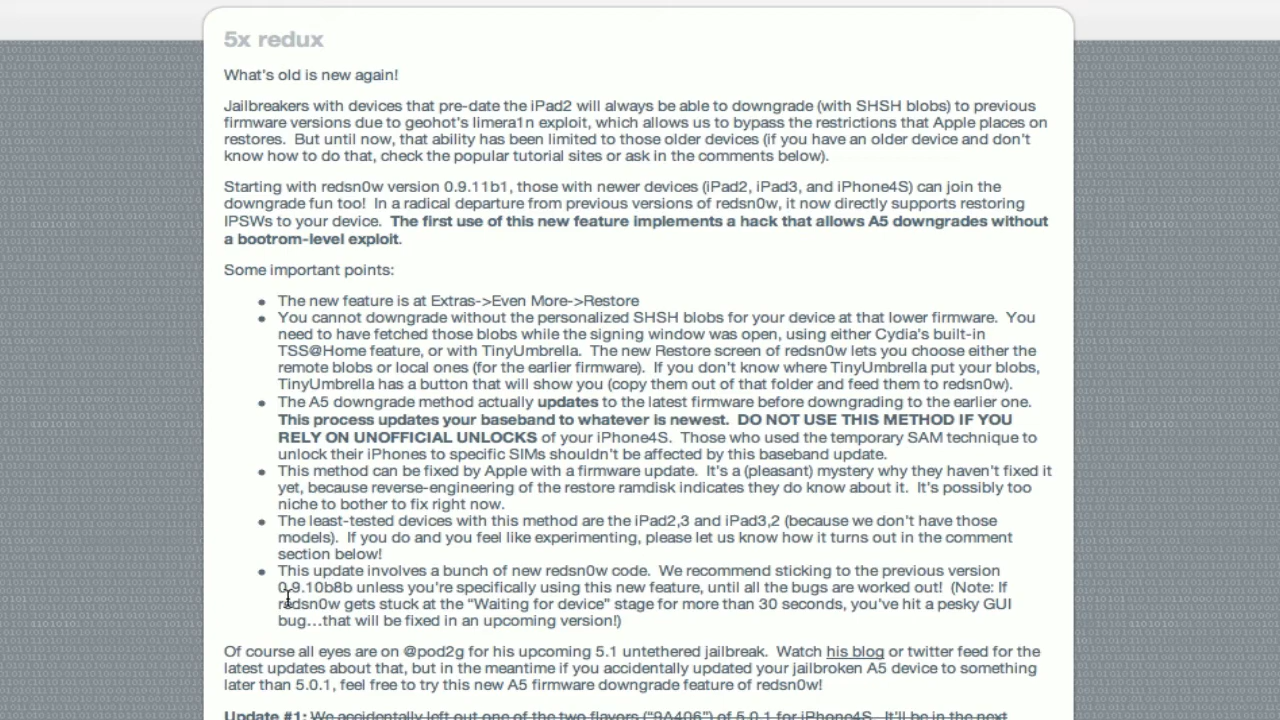 5x redux
What's old is new again!
Jailbreakers with devices that pre-date the iPad2 will always be able to downgrade (with SHSH blobs) to previous
firmware versions due to geohot's limera1n exploit, which allows us to bypass the restrictions that Apple places on
restores.  But until now, that ability has been limited to those older devices (if you have an older device and don't
know how to do that, check the popular tutorial sites or ask in the comments below).
Starting with redsn0w version 0.9.11b1, those with newer devices (iPad2, iPad3, and iPhone4S) can join the
downgrade fun too!  In a radical departure from previous versions of redsn0w, it now directly supports restoring
IPSWs to your device.  The first use of this new feature implements a hack that allows A5 downgrades without
a bootrom-level exploit.
Some important points:
• The new feature is at Extras->Even More->Restore
• You cannot downgrade without the personalized SHSH blobs for your device at that lower firmware.  You
need to have fetched those blobs while the signing window was open, using either Cydia's built-in
TSS@Home feature, or with TinyUmbrella.  The new Restore screen of redsn0w lets you choose either the
remote blobs or local ones (for the earlier firmware).  If you don't know where TinyUmbrella put your blobs,
TinyUmbrella has a button that will show you (copy them out of that folder and feed them to redsn0w).
• The A5 downgrade method actually updates to the latest firmware before downgrading to the earlier one.
This process updates your baseband to whatever is newest.  DO NOT USE THIS METHOD IF YOU
RELY ON UNOFFICIAL UNLOCKS of your iPhone4S.  Those who used the temporary SAM technique to
unlock their iPhones to specific SIMs shouldn't be affected by this baseband update.
• This method can be fixed by Apple with a firmware update.  It's a (pleasant) mystery why they haven't fixed it
yet, because reverse-engineering of the restore ramdisk indicates they do know about it.  It's possibly too
niche to bother to fix right now.
• The least-tested devices with this method are the iPad2,3 and iPad3,2 (because we don't have those
models).  If you do and you feel like experimenting, please let us know how it turns out in the comment
section below!
• This update involves a bunch of new redsn0w code.  We recommend sticking to the previous version
0.9.10b8b unless you're specifically using this new feature, until all the bugs are worked out!  (Note: If
redsn0w gets stuck at the "Waiting for device" stage for more than 30 seconds, you've hit a pesky GUI
bug…that will be fixed in an upcoming version!)
Of course all eyes are on @pod2g for his upcoming 5.1 untethered jailbreak.  Watch his blog or twitter feed for the
latest updates about that, but in the meantime if you accidentally updated your jailbroken A5 device to something
later than 5.0.1, feel free to try this new A5 firmware downgrade feature of redsn0w!
Update #1: We accidentally left out one of the two flavors ("9A406") of 5.0.1 for iPhone4S.  It'll be in the next